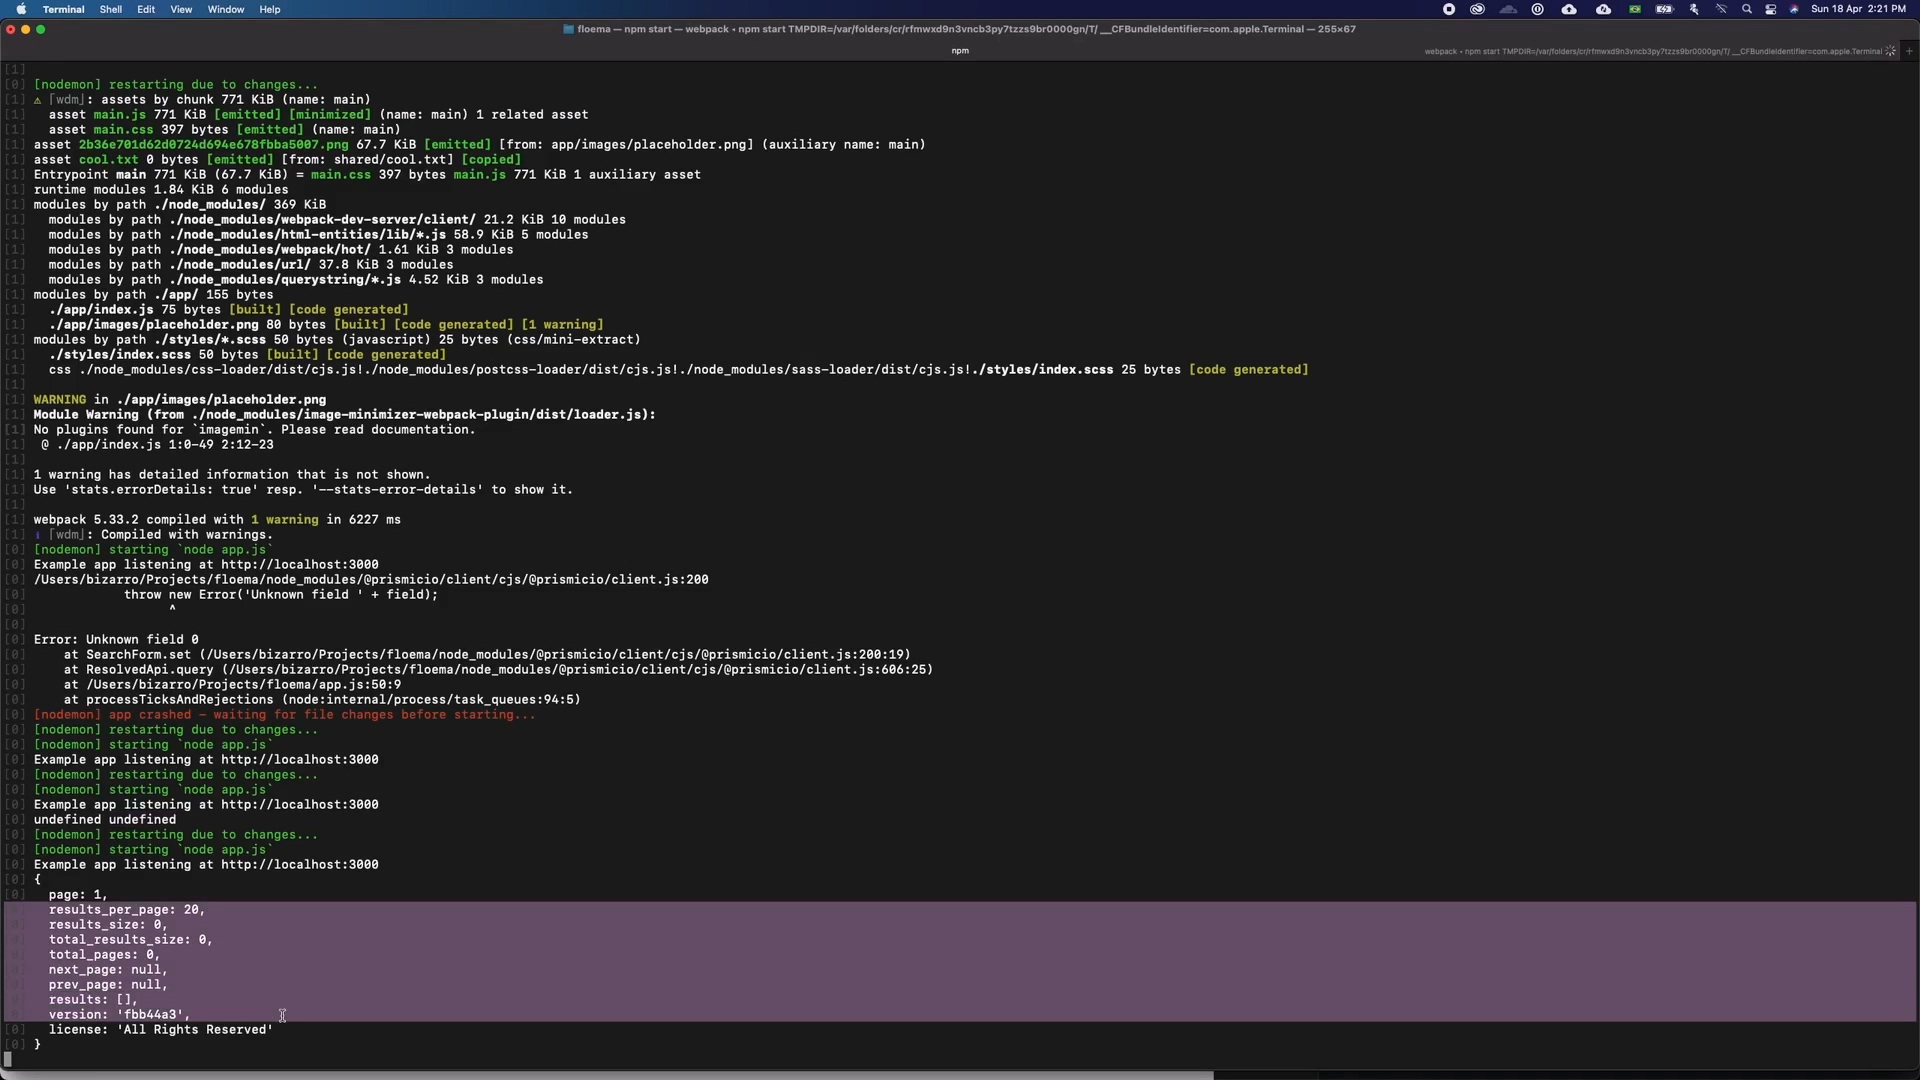 Terminal Shell Edit View Window Help Sun 18 Apr 2:21 PM
floema — npm start — webpack • npm start TMPDIR=/var/folders/cr/rfmwxd9n3vncb3py7tzzs9br0000gn/T/ __CFBundleIdentifier=com.apple.Terminal — 255×67
npm webpack • npm start TMPDIR=/var/folders/cr/rfmwxd9n3vncb3py7tzzs9br0000gn/T/ __CFBundleIdentifier=com.apple.Terminal +
[1]
[0] [nodemon] restarting due to changes...
[1] ⚠ ｢wdm｣: assets by chunk 771 KiB (name: main)
[1]   asset main.js 771 KiB [emitted] [minimized] (name: main) 1 related asset
[1]   asset main.css 397 bytes [emitted] (name: main)
[1] asset 2b36e701d62d0724d694e678fbba5007.png 67.7 KiB [emitted] [from: app/images/placeholder.png] (auxiliary name: main)
[1] asset cool.txt 0 bytes [emitted] [from: shared/cool.txt] [copied]
[1] Entrypoint main 771 KiB (67.7 KiB) = main.css 397 bytes main.js 771 KiB 1 auxiliary asset
[1] runtime modules 1.84 KiB 6 modules
[1] modules by path ./node_modules/ 369 KiB
[1]   modules by path ./node_modules/webpack-dev-server/client/ 21.2 KiB 10 modules
[1]   modules by path ./node_modules/html-entities/lib/*.js 58.9 KiB 5 modules
[1]   modules by path ./node_modules/webpack/hot/ 1.61 KiB 3 modules
[1]   modules by path ./node_modules/url/ 37.8 KiB 3 modules
[1]   modules by path ./node_modules/querystring/*.js 4.52 KiB 3 modules
[1] modules by path ./app/ 155 bytes
[1]   ./app/index.js 75 bytes [built] [code generated]
[1]   ./app/images/placeholder.png 80 bytes [built] [code generated] [1 warning]
[1] modules by path ./styles/*.scss 50 bytes (javascript) 25 bytes (css/mini-extract)
[1]   ./styles/index.scss 50 bytes [built] [code generated]
[1]   css ./node_modules/css-loader/dist/cjs.js!./node_modules/postcss-loader/dist/cjs.js!./node_modules/sass-loader/dist/cjs.js!./styles/index.scss 25 bytes [code generated]
[1]
[1] WARNING in ./app/images/placeholder.png
[1] Module Warning (from ./node_modules/image-minimizer-webpack-plugin/dist/loader.js):
[1] No plugins found for `imagemin`. Please read documentation.
[1]  @ ./app/index.js 1:0-49 2:12-23
[1]
[1] 1 warning has detailed information that is not shown.
[1] Use 'stats.errorDetails: true' resp. '--stats-error-details' to show it.
[1]
[1] webpack 5.33.2 compiled with 1 warning in 6227 ms
[1] ℹ ｢wdm｣: Compiled with warnings.
[0] [nodemon] starting `node app.js`
[0] Example app listening at http://localhost:3000
[0] /Users/bizarro/Projects/floema/node_modules/@prismicio/client/cjs/@prismicio/client.js:200
[0]             throw new Error('Unknown field ' + field);
[0]                   ^
[0]
[0] Error: Unknown field 0
[0]     at SearchForm.set (/Users/bizarro/Projects/floema/node_modules/@prismicio/client/cjs/@prismicio/client.js:200:19)
[0]     at ResolvedApi.query (/Users/bizarro/Projects/floema/node_modules/@prismicio/client/cjs/@prismicio/client.js:606:25)
[0]     at /Users/bizarro/Projects/floema/app.js:50:9
[0]     at processTicksAndRejections (node:internal/process/task_queues:94:5)
[0] [nodemon] app crashed - waiting for file changes before starting...
[0] [nodemon] restarting due to changes...
[0] [nodemon] starting `node app.js`
[0] Example app listening at http://localhost:3000
[0] [nodemon] restarting due to changes...
[0] [nodemon] starting `node app.js`
[0] Example app listening at http://localhost:3000
[0] undefined undefined
[0] [nodemon] restarting due to changes...
[0] [nodemon] starting `node app.js`
[0] Example app listening at http://localhost:3000
[0] {
[0]   page: 1,
results_per_page: 20,
results_size: 0,
total_results_size: 0,
total_pages: 0,
next_page: null,
prev_page: null,
results: [],
version: 'fbb44a3',
[0]   license: 'All Rights Reserved'
[0] }